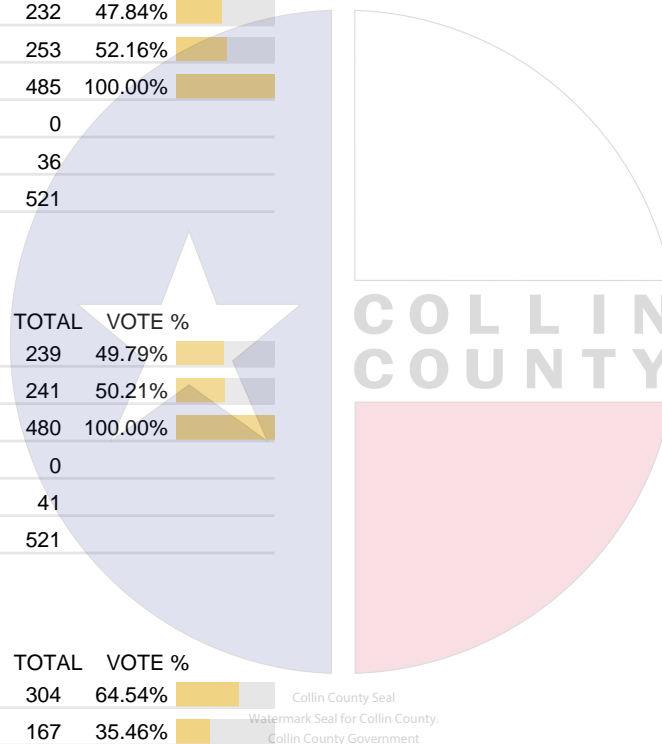 232 47.84%
253 52.16%
485 100.00%
0
36
521
TOTAL VOTE %
239 49.79%
241 50.21%
480 100.00%
0
41
521
TOTAL VOTE %
304 64.54%
167 35.46%
COLLIN
COUNTY
Collin County Seal
Watermark Seal for Collin County.
Collin County Government